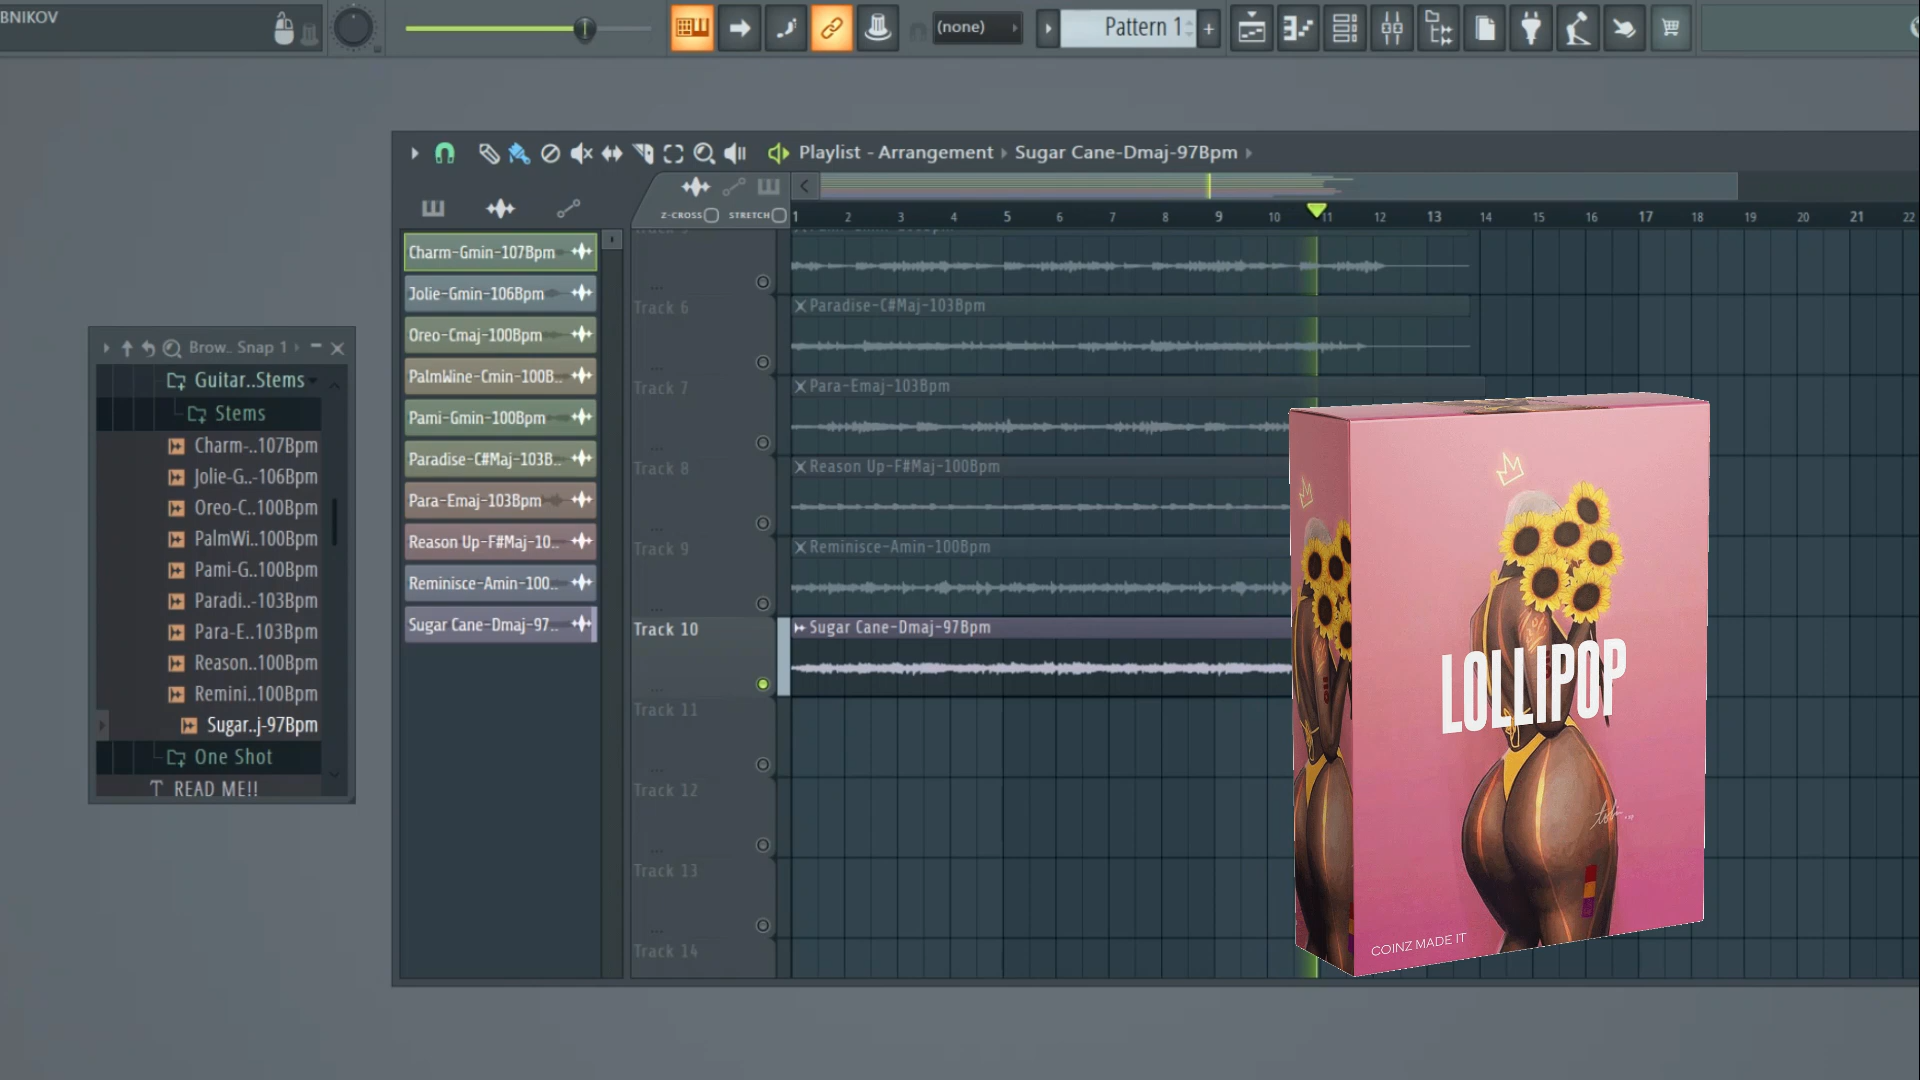 BNIKOV
(none)
Pattern 1
+
Playlist - Arrangement › Sugar Cane-Dmaj-97Bpm
Z-CROSS
STRETCH
1 2 3 4 5 6 7 8 9 10 11 12 13 14 15 16 17 18 19 20 21 22
Charm-Gmin-107Bpm
Jolie-Gmin-106Bpm
Oreo-Cmaj-100Bpm
PalmWine-Cmin-100B..
Pami-Gmin-100Bpm
Paradise-C#Maj-103B..
Para-Emaj-103Bpm
Reason Up-F#Maj-10..
Reminisce-Amin-100..
Sugar Cane-Dmaj-97..
Brow.. Snap 1
Guitar..Stems
Stems
Charm-..107Bpm
Jolie-G..-106Bpm
Oreo-C..100Bpm
PalmWi..100Bpm
Pami-G..100Bpm
Paradi..-103Bpm
Para-E..103Bpm
Reason..100Bpm
Remini..100Bpm
Sugar..j-97Bpm
One Shot
READ ME!!
Track 6
Paradise-C#Maj-103Bpm
Track 7
Para-Emaj-103Bpm
Track 8
Reason Up-F#Maj-100Bpm
Track 9
Reminisce-Amin-100Bpm
Track 10
Sugar Cane-Dmaj-97Bpm
Track 11
Track 12
Track 13
Track 14
LOLLIPOP
COINZ MADE IT